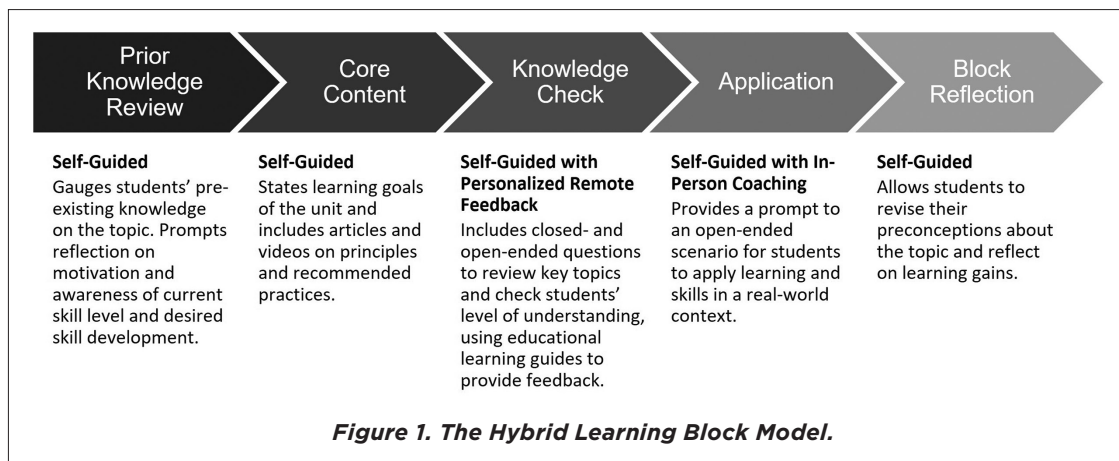 Prior
Knowledge
Review
Core
Content
Knowledge
Check
Application
Block
Reflection
Self-Guided
Gauges students' pre-
existing knowledge
on the topic. Prompts
reflection on
motivation and
awareness of current
skill level and desired
skill development.
Self-Guided
States learning goals
of the unit and
includes articles and
videos on principles
and recommended
practices.
Self-Guided with
Personalized Remote
Feedback
Includes closed- and
open-ended questions
to review key topics
and check students'
level of understanding,
using educational
learning guides to
provide feedback.
Self-Guided with In-
Person Coaching
Provides a prompt to
an open-ended
scenario for students
to apply learning and
skills in a real-world
context.
Self-Guided
Allows students to
revise their
preconceptions about
the topic and reflect
on learning gains.
Figure 1. The Hybrid Learning Block Model.